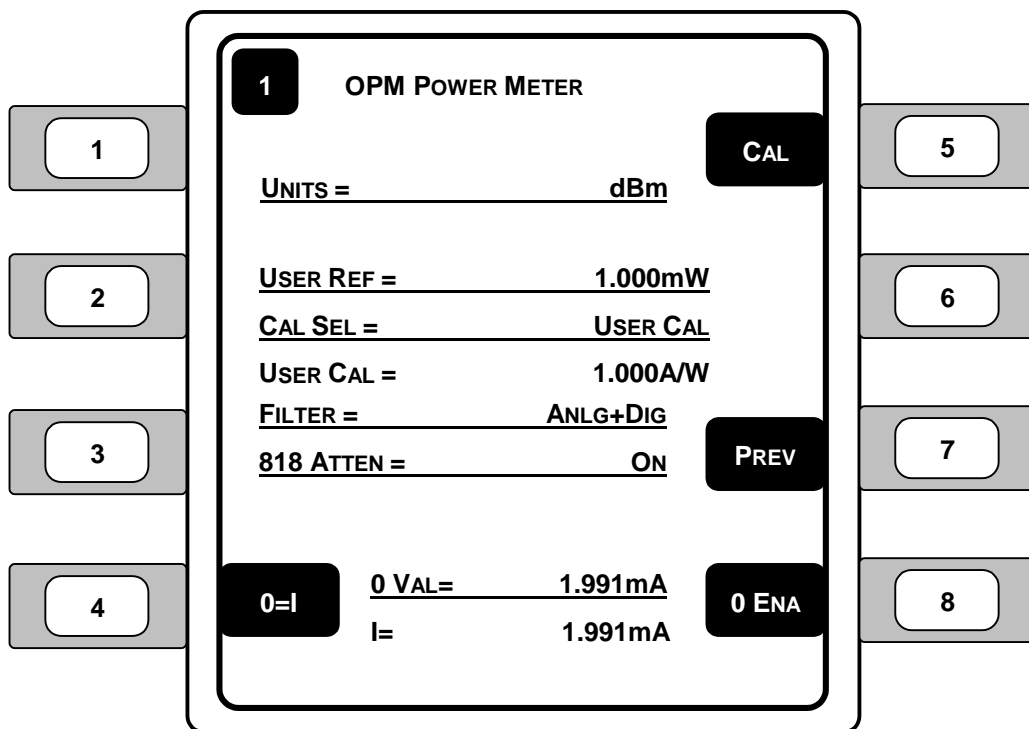 1 OPM POWER METER
1 CAL 5
UNITS = dBm
2 USER REF = 1.000mW 6
CAL SEL = USER CAL
USER CAL = 1.000A/W
FILTER = ANLG+DIG
3 818 ATTEN = ON PREV 7
4 0=I 0 VAL= 1.991mA 0 ENA 8
I= 1.991mA